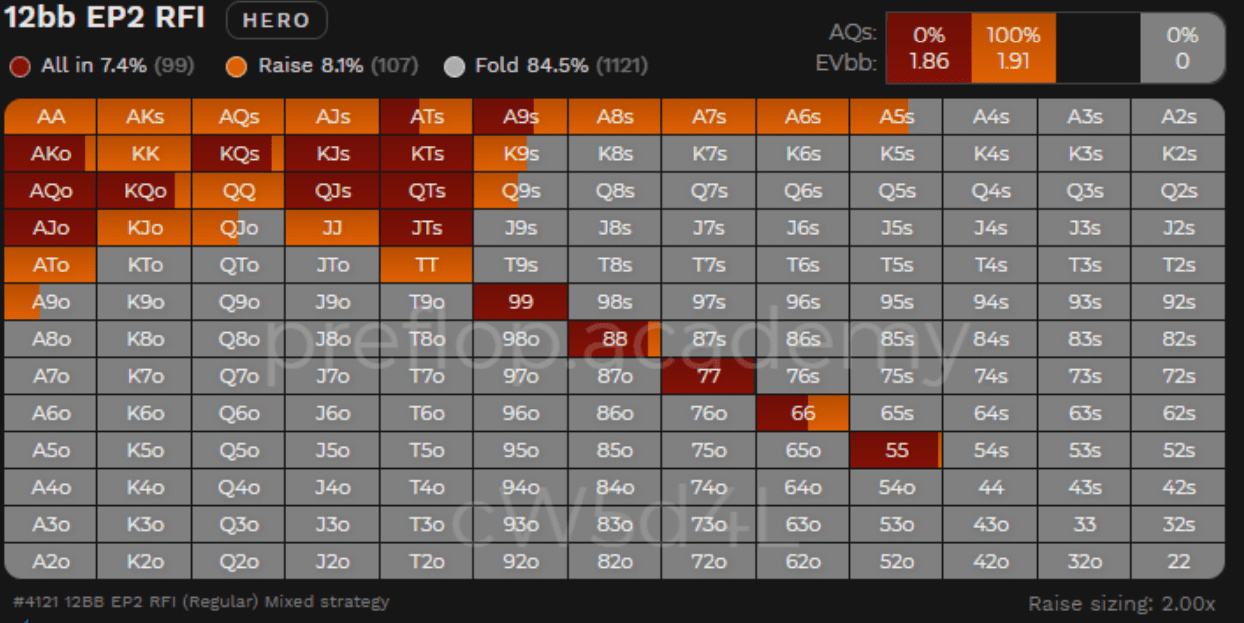 12bb EP2 RFI HERO
AQs: 0% 100% 0%
EVbb: 1.86 1.91 0
All in 7.4% (99) Raise 8.1% (107) Fold 84.5% (1121)
AA AKs AQs AJs ATs A9s A8s A7s A6s A5s A4s A3s A2s
AKo KK KQs KJs KTs K9s K8s K7s K6s K5s K4s K3s K2s
AQo KQo QQ QJs QTs Q9s Q8s Q7s Q6s Q5s Q4s Q3s Q2s
AJo KJo QJo JJ JTs J9s J8s J7s J6s J5s J4s J3s J2s
ATo KTo QTo JTo TT T9s T8s T7s T6s T5s T4s T3s T2s
A9o K9o Q9o J9o T9o 99 98s 97s 96s 95s 94s 93s 92s
A8o K8o Q8o J8o T8o 98o 88 87s 86s 85s 84s 83s 82s
preflop.academy
A7o K7o Q7o J7o T7o 97o 87o 77 76s 75s 74s 73s 72s
A6o K6o Q6o J6o T6o 96o 86o 76o 66 65s 64s 63s 62s
A5o K5o Q5o J5o T5o 95o 85o 75o 65o 55 54s 53s 52s
A4o K4o Q4o J4o T4o 94o 84o 74o 64o 54o 44 43s 42s
A3o K3o Q3o J3o T3o 93o 83o 73o 63o 53o 43o 33 32s
cW5d4L
A2o K2o Q2o J2o T2o 92o 82o 72o 62o 52o 42o 32o 22
#4121 12BB EP2 RFI (Regular) Mixed strategy
Raise sizing: 2.00x